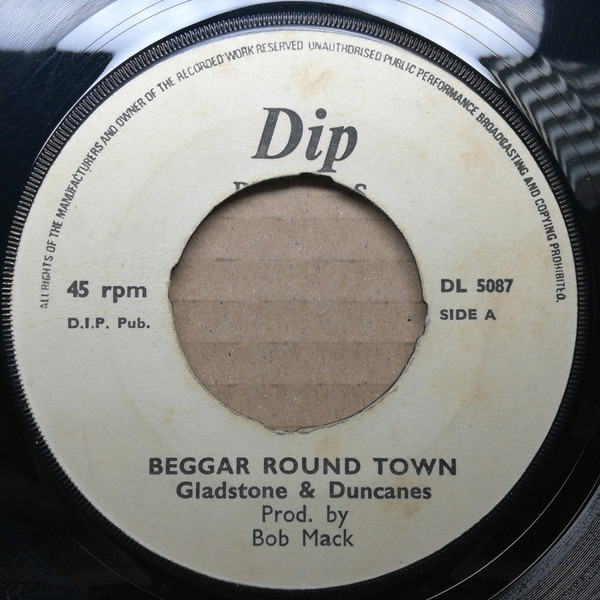 ALL RIGHTS OF THE MANUFACTURERS AND OWNER OF THE RECORDED WORK RESERVED UNAUTHORISED PUBLIC PERFORMANCE BROADCASTING AND COPYING PROHIBITED.
Dip
45 rpm
D.I.P. Pub.
DL 5087
SIDE A
BEGGAR ROUND TOWN
Gladstone & Duncanes
Prod. by
Bob Mack